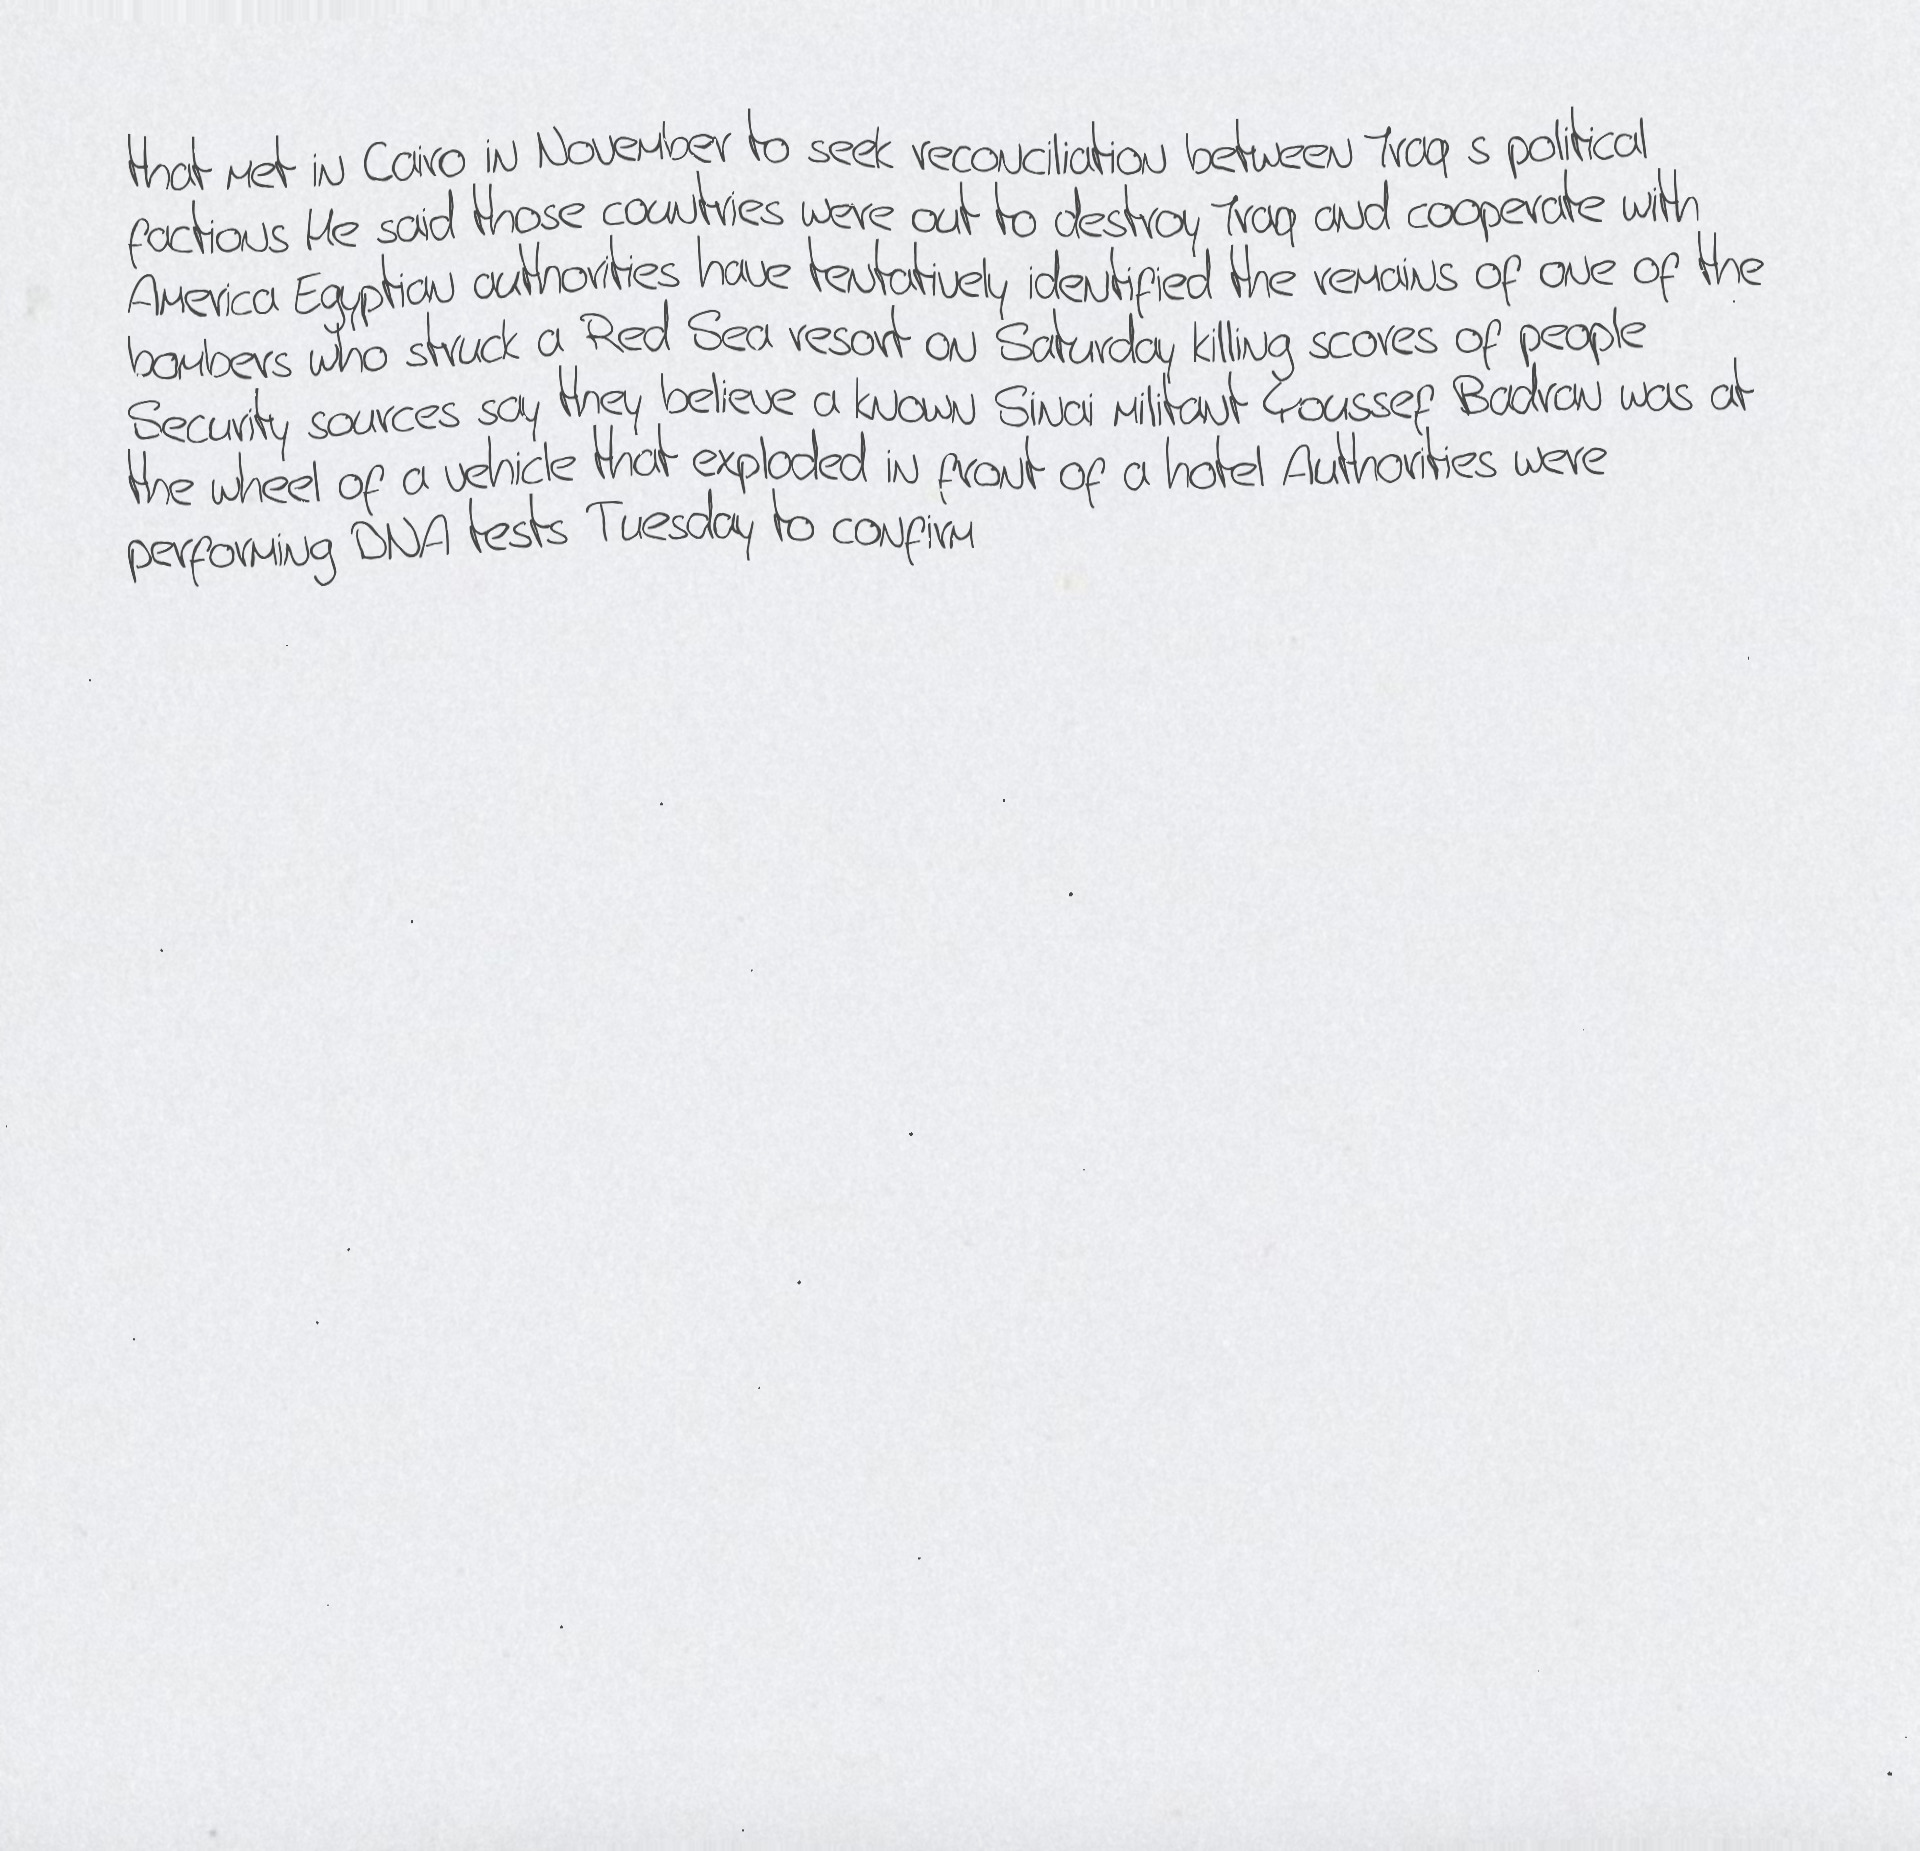 that met in Cairo in November to seek reconciliation between Iraq s political
factions He said those countries were out to destroy Iraq and cooperate with
America Egyptian authorities have tentatively identified the remains of one of the
bombers who struck a Red Sea resort on Saturday killing scores of people
Security sources say they believe a known Sinai militant Youssef Badran was at
the wheel of a vehicle that exploded in front of a hotel Authorities were
performing DNA tests Tuesday to confirm